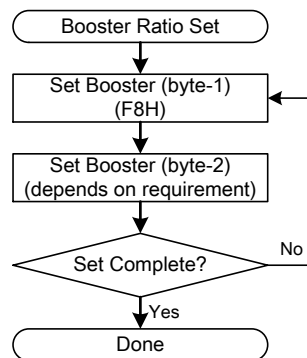 Booster Ratio Set
Set Booster (byte-1)
(F8H)
Set Booster (byte-2)
(depends on requirement)
Set Complete?
No
Yes
Done